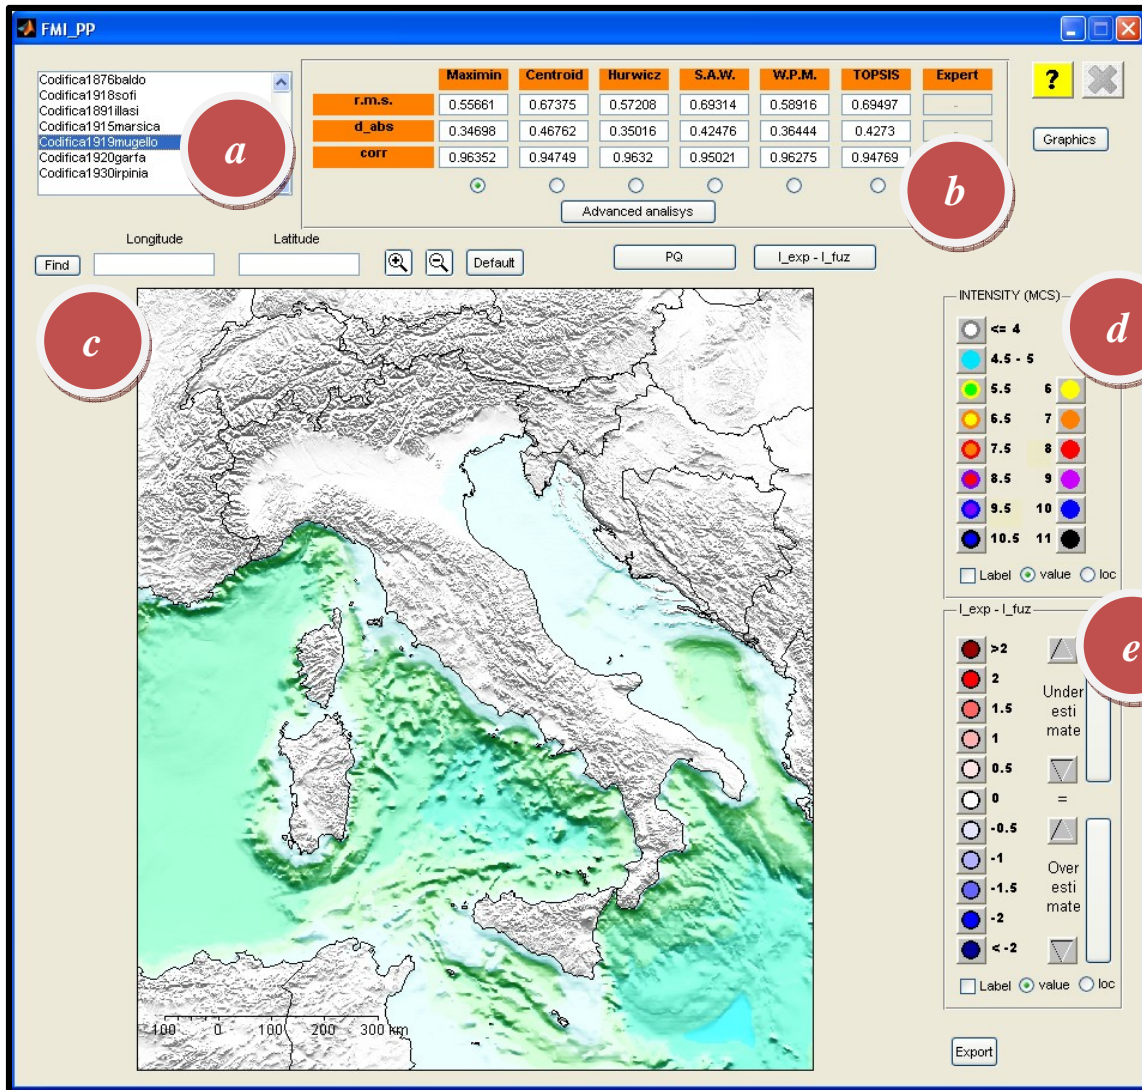 FMI_PP
Codifica1876baldo
Codifica1918sofi
Codifica1891illasi
Codifica1915marsica
Codifica1919mugello
Codifica1920garfa
Codifica1930irpinia
a
Maximin Centroid Hurwicz S.A.W. W.P.M. TOPSIS Expert
r.m.s. 0.55661 0.67375 0.57208 0.69314 0.58916 0.69497 -
d_abs 0.34698 0.46762 0.35016 0.42476 0.36444 0.4273 -
corr 0.96352 0.94749 0.9632 0.95021 0.96275 0.94769
b
Advanced analisys
?
Graphics
Longitude Latitude
Find
Default
PQ
I_exp - I_fuz
c
100 0 100 200 300 km
INTENSITY (MCS)
d
<= 4
4.5 - 5
5.5 6
6.5 7
7.5 8
8.5 9
9.5 10
10.5 11
Label value loc
I_exp - I_fuz
e
>2
2
1.5
1
0.5
0
-0.5
-1
-1.5
-2
< -2
Under
esti
mate
=
Over
esti
mate
Label value loc
Export